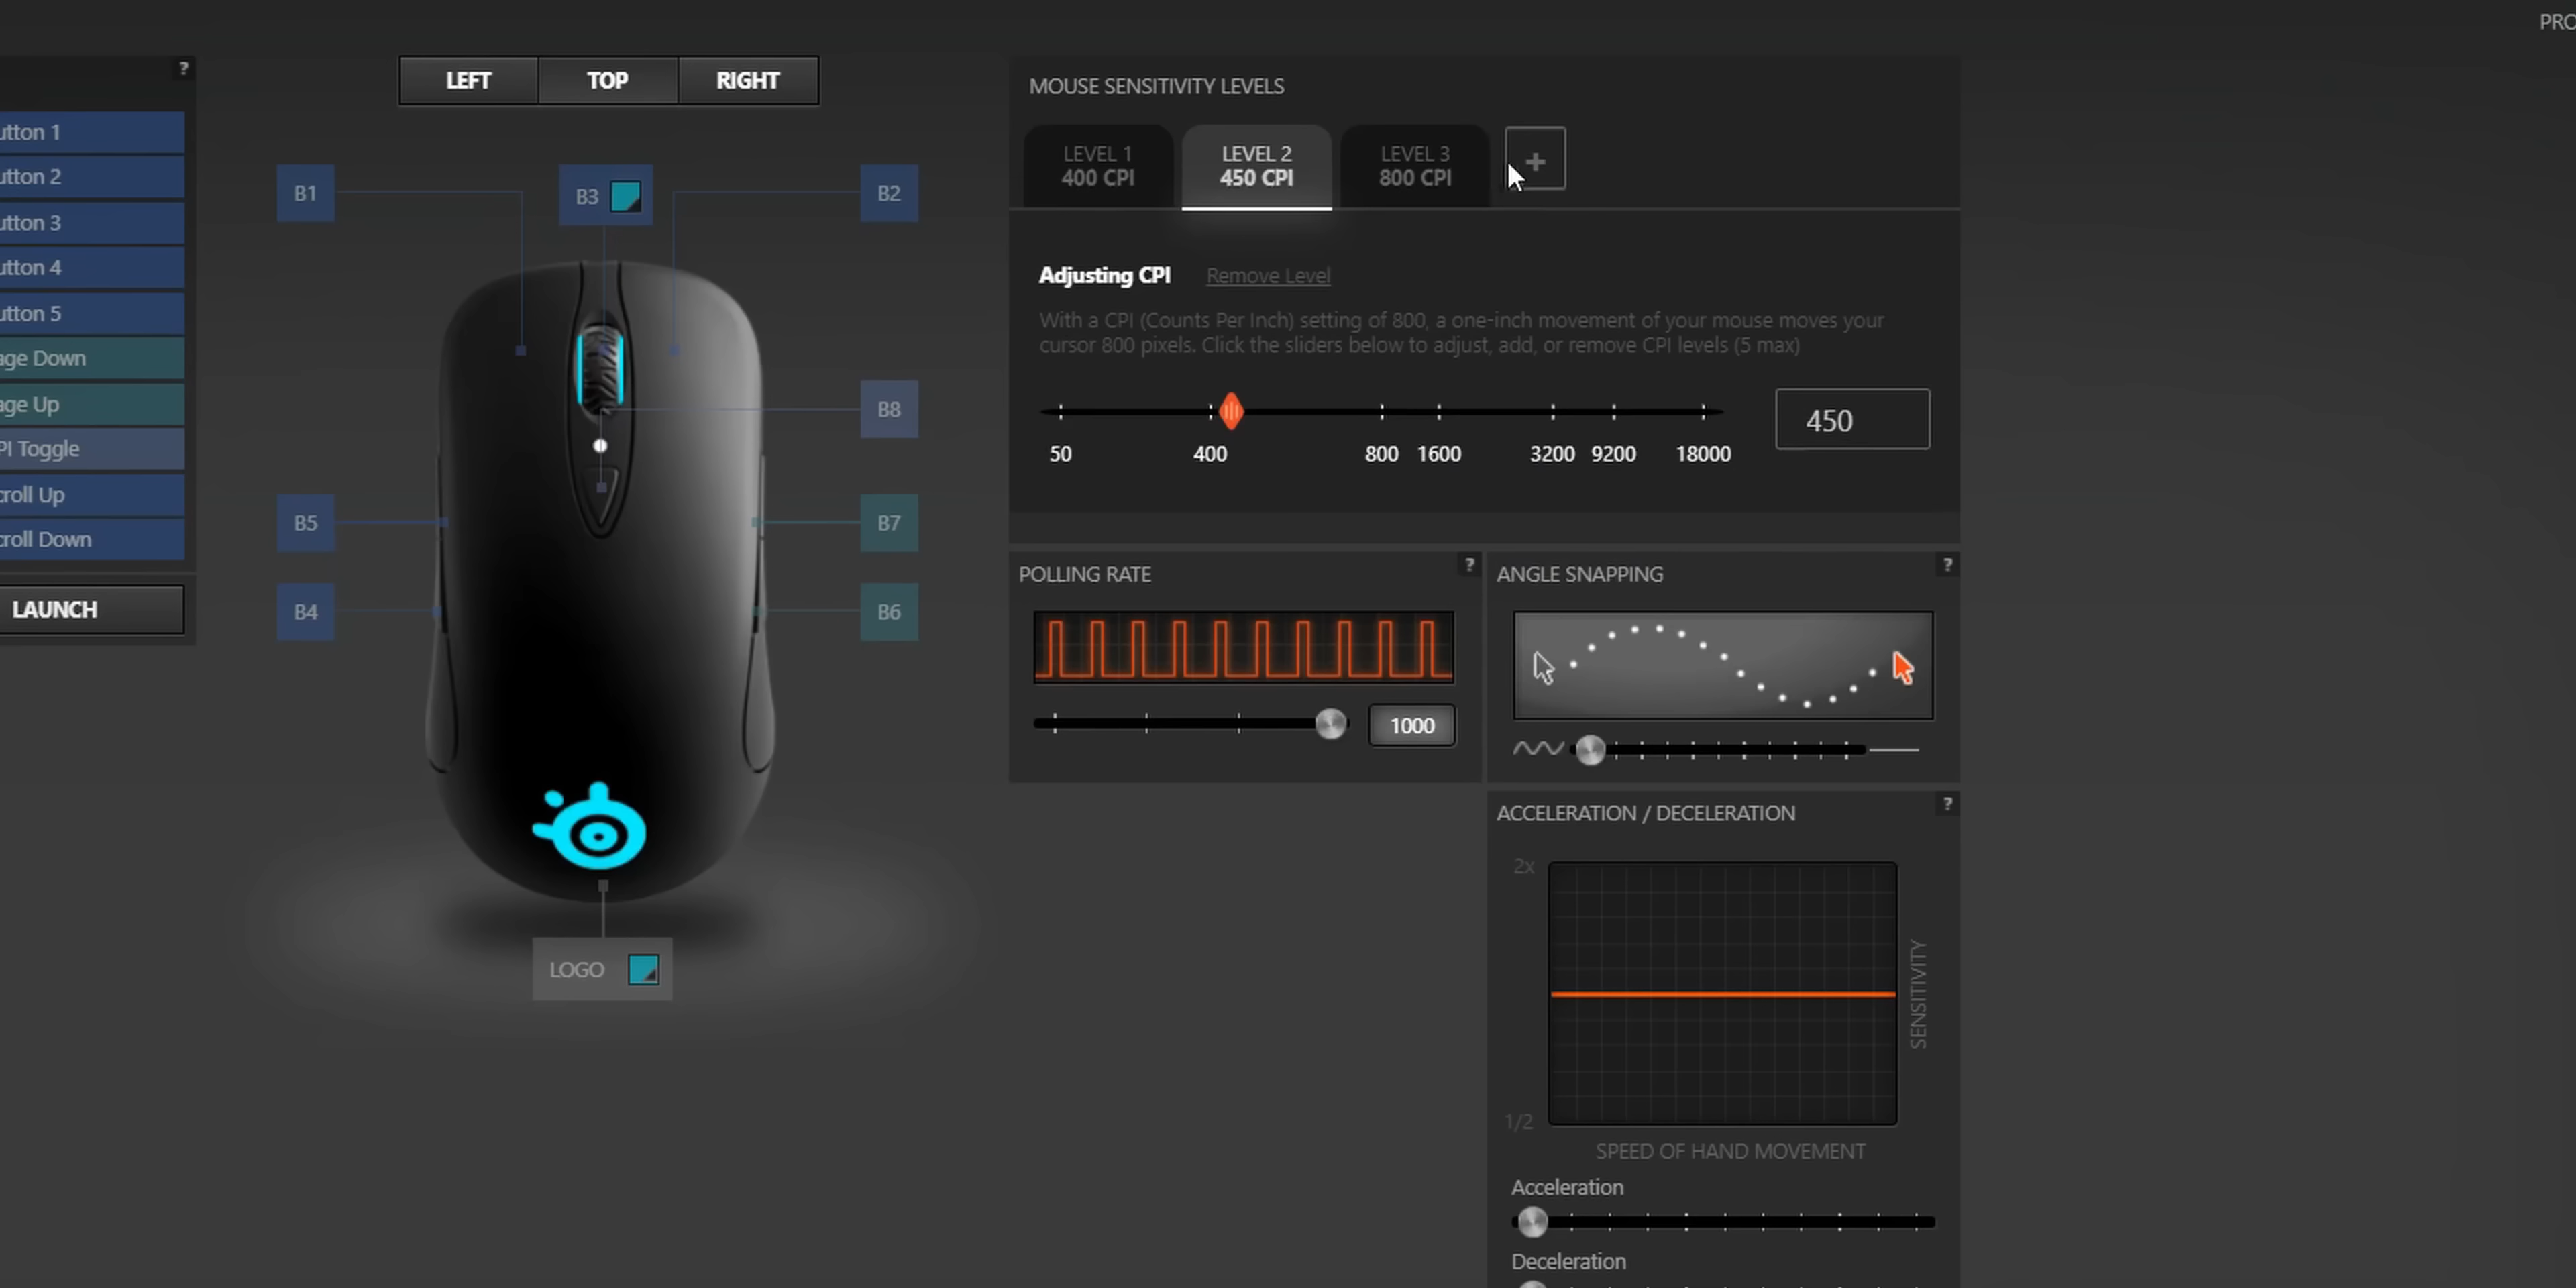 PRO
?
utton 1
utton 2
utton 3
utton 4
utton 5
age Down
age Up
PI Toggle
croll Up
croll Down
LAUNCH
LEFT TOP RIGHT
B1 B3 B2
B8
B5 B7
B4 B6
LOGO
MOUSE SENSITIVITY LEVELS
LEVEL 1 LEVEL 2 LEVEL 3 +
400 CPI 450 CPI 800 CPI
Adjusting CPI Remove Level
With a CPI (Counts Per Inch) setting of 800, a one-inch movement of your mouse moves your
cursor 800 pixels. Click the sliders below to adjust, add, or remove CPI levels (5 max)
450
50 400 800 1600 3200 9200 18000
POLLING RATE ?
1000
ANGLE SNAPPING ?
ACCELERATION / DECELERATION ?
2x
SENSITIVITY
1/2
SPEED OF HAND MOVEMENT
Acceleration
Deceleration